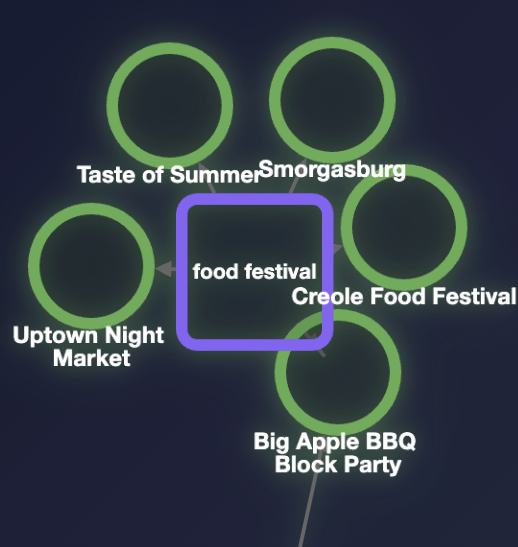 Taste of Summer
Smorgasburg
food festival
Creole Food Festival
Uptown Night
Market
Big Apple BBQ
Block Party